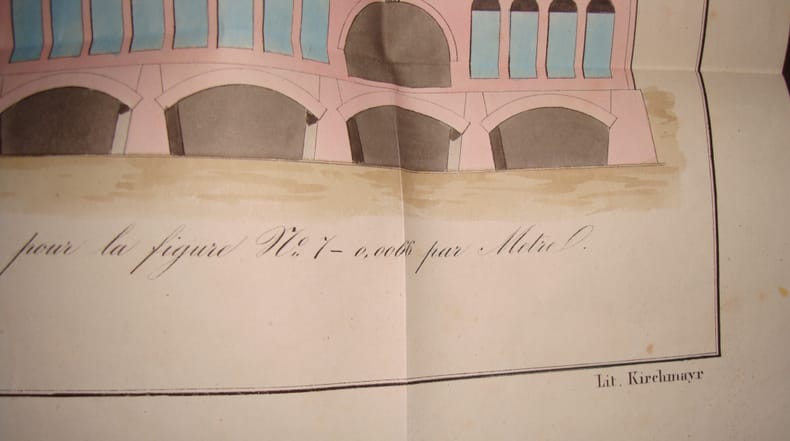 pour la figure No. 7 – 0,0066 par Metre.
Lit. Kirchmayr